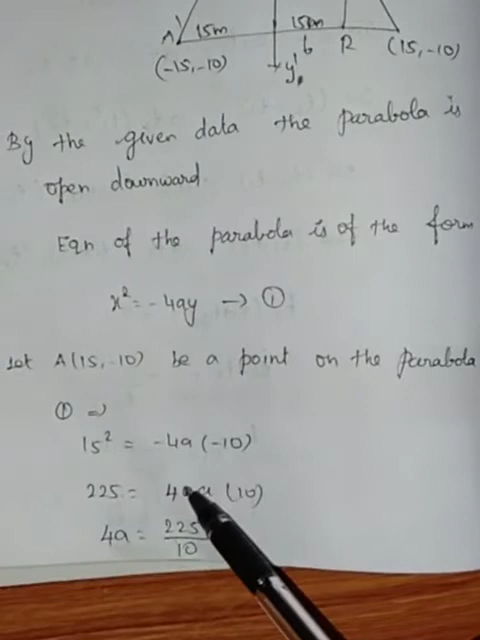 15m 15m
A 6 R (15,-10)
(-15,-10) y'
By the given data the parabola is
open downward.
Eqn of the parabola is of the form
x² = -4ay → ①
Let A(15,-10) be a point on the parabola
① ⇒
15² = -4a(-10)
225 = (10)
4a = 225/10